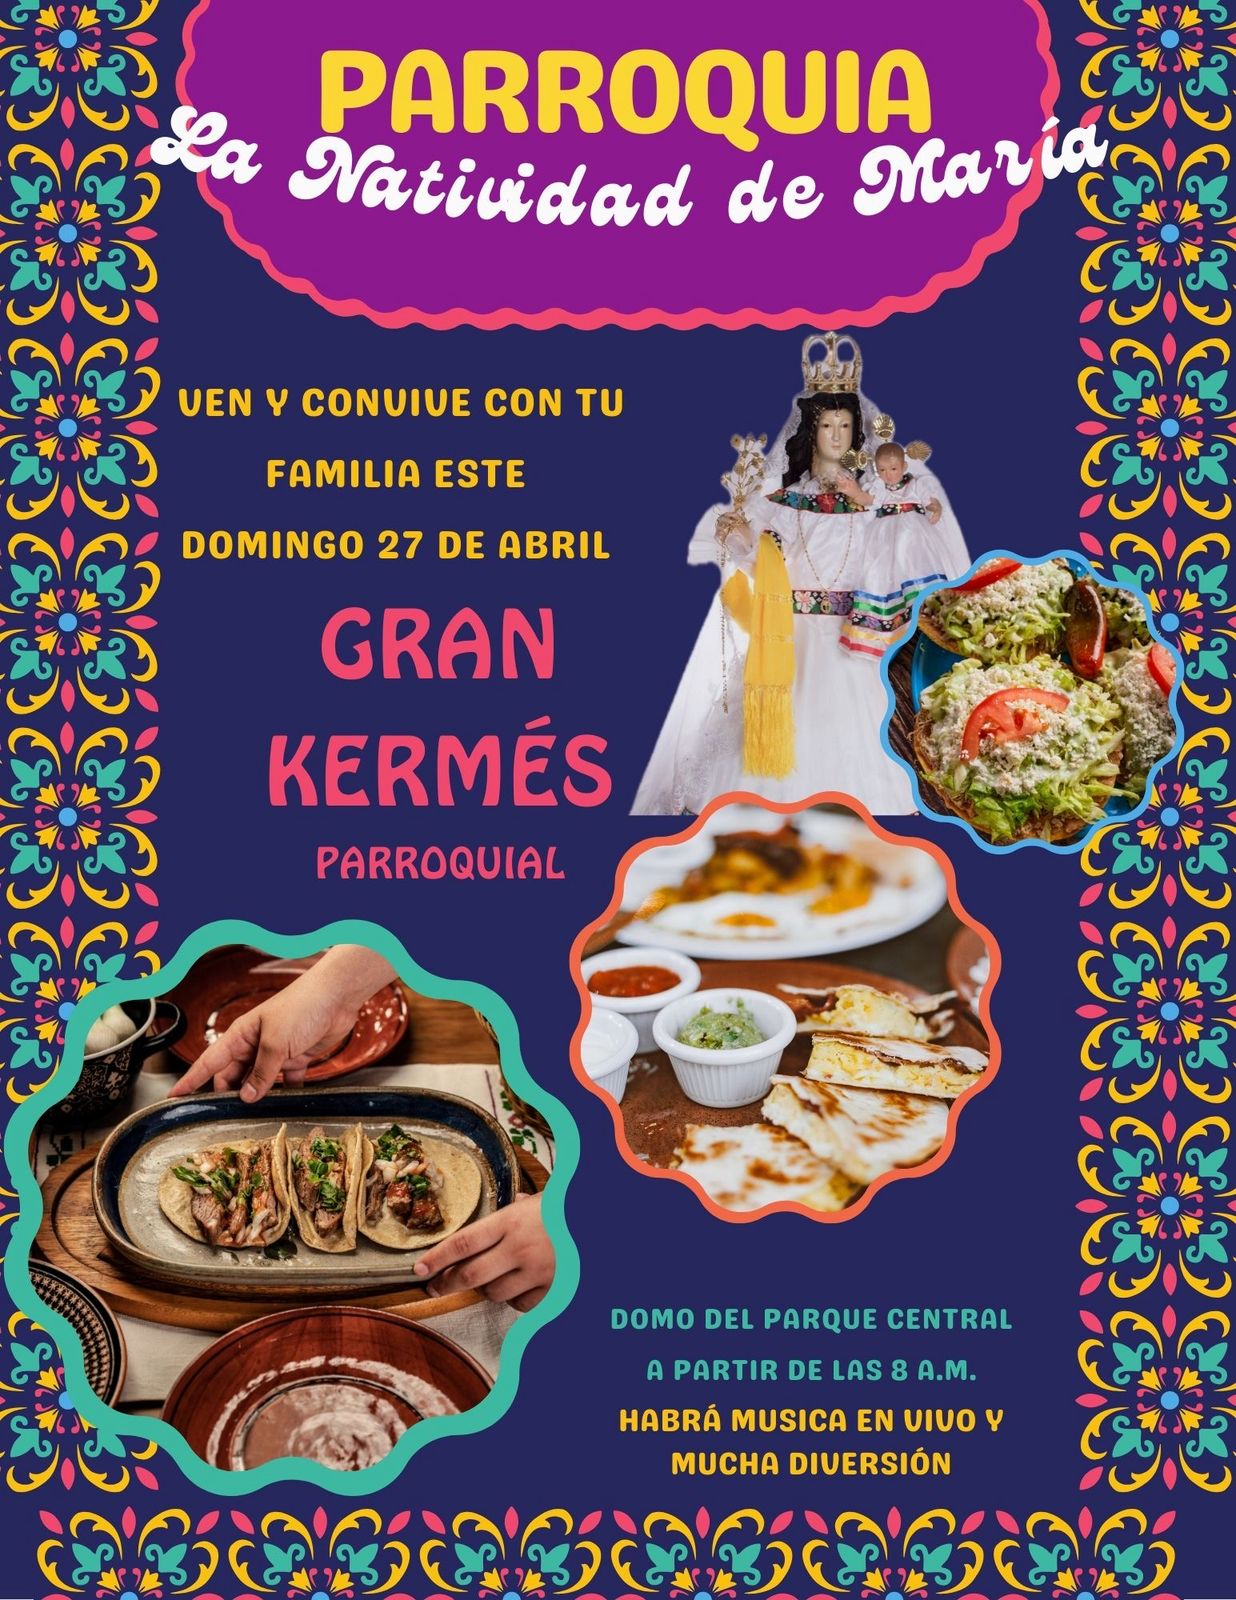 PARROQUIA
La Natividad de María
VEN Y CONVIVE CON TU
FAMILIA ESTE
DOMINGO 27 DE ABRIL
GRAN
KERMÉS
PARROQUIAL
DOMO DEL PARQUE CENTRAL
A PARTIR DE LAS 8 A.M.
HABRÁ MUSICA EN VIVO Y
MUCHA DIVERSIÓN